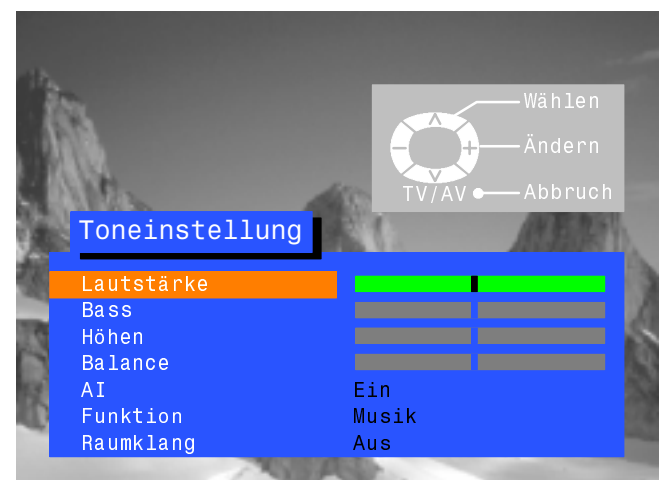 Wählen
Ändern
TV/AV Abbruch
Toneinstellung
Lautstärke
Bass
Höhen
Balance
AI Ein
Funktion Musik
Raumklang Aus